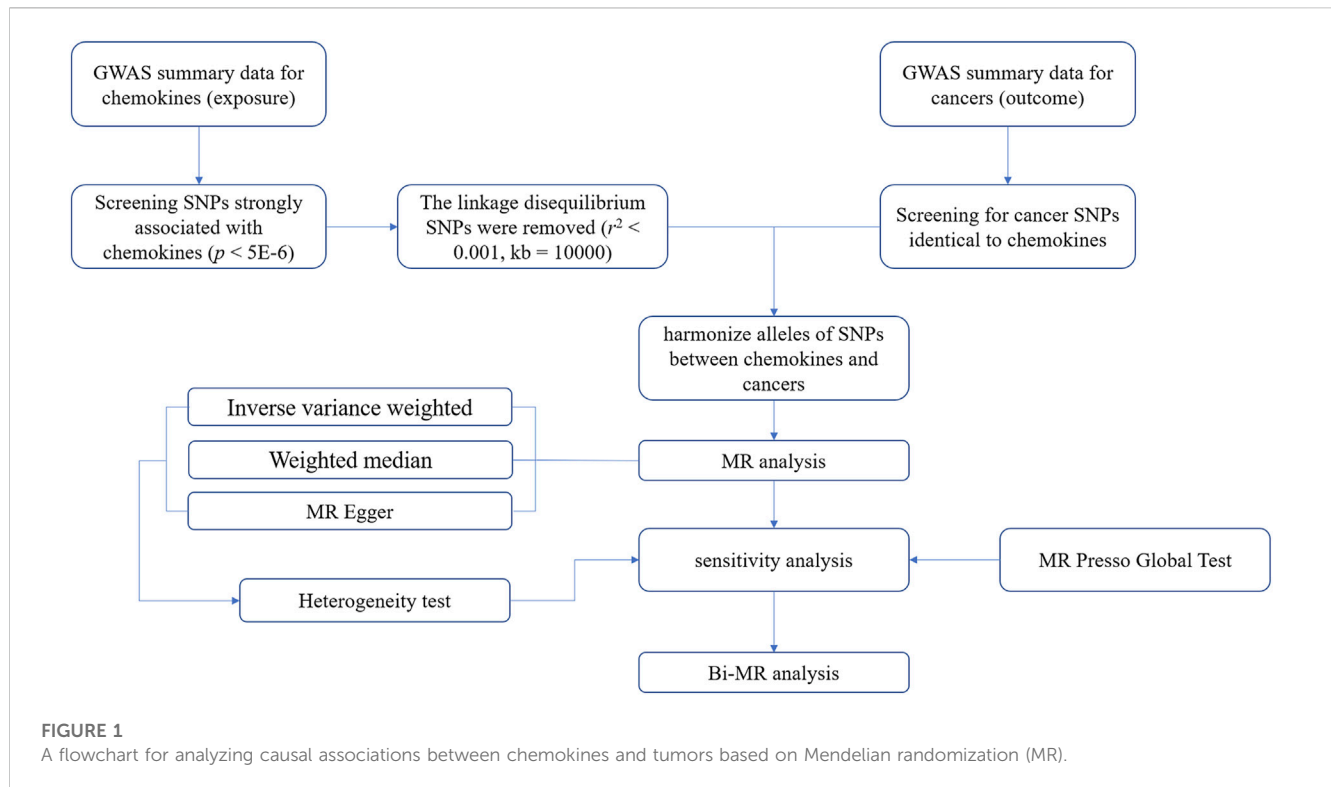 GWAS summary data for
chemokines (exposure)
GWAS summary data for
cancers (outcome)
Screening SNPs strongly
associated with
chemokines (p < 5E-6)
The linkage disequilibrium
SNPs were removed (r² <
0.001, kb = 10000)
Screening for cancer SNPs
identical to chemokines
harmonize alleles of SNPs
between chemokines and
cancers
Inverse variance weighted
Weighted median
MR Egger
MR analysis
sensitivity analysis
MR Presso Global Test
Heterogeneity test
Bi-MR analysis
FIGURE 1
A flowchart for analyzing causal associations between chemokines and tumors based on Mendelian randomization (MR).